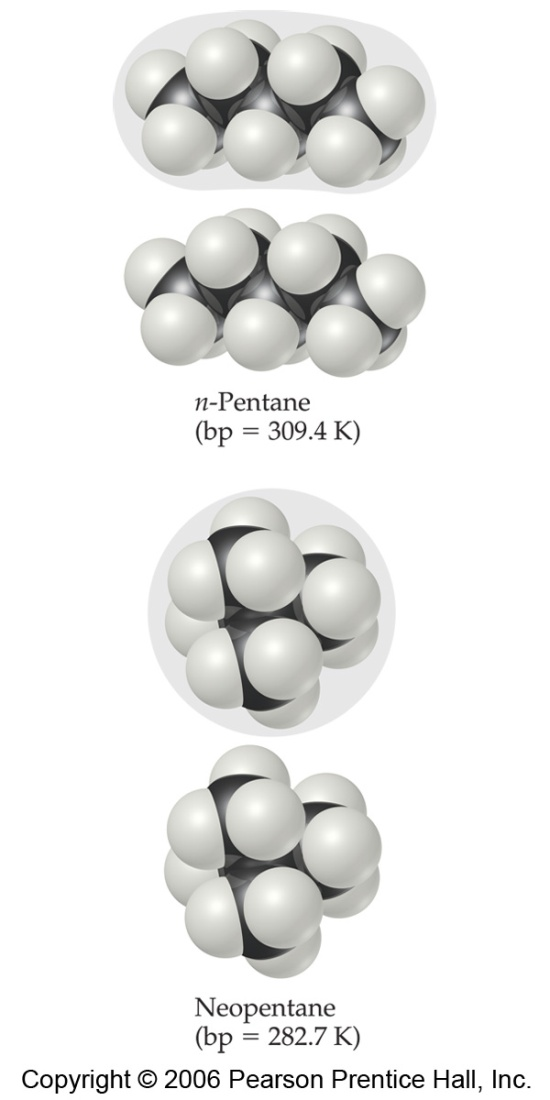 n-Pentane
(bp = 309.4 K)
Neopentane
(bp = 282.7 K)
Copyright © 2006 Pearson Prentice Hall, Inc.